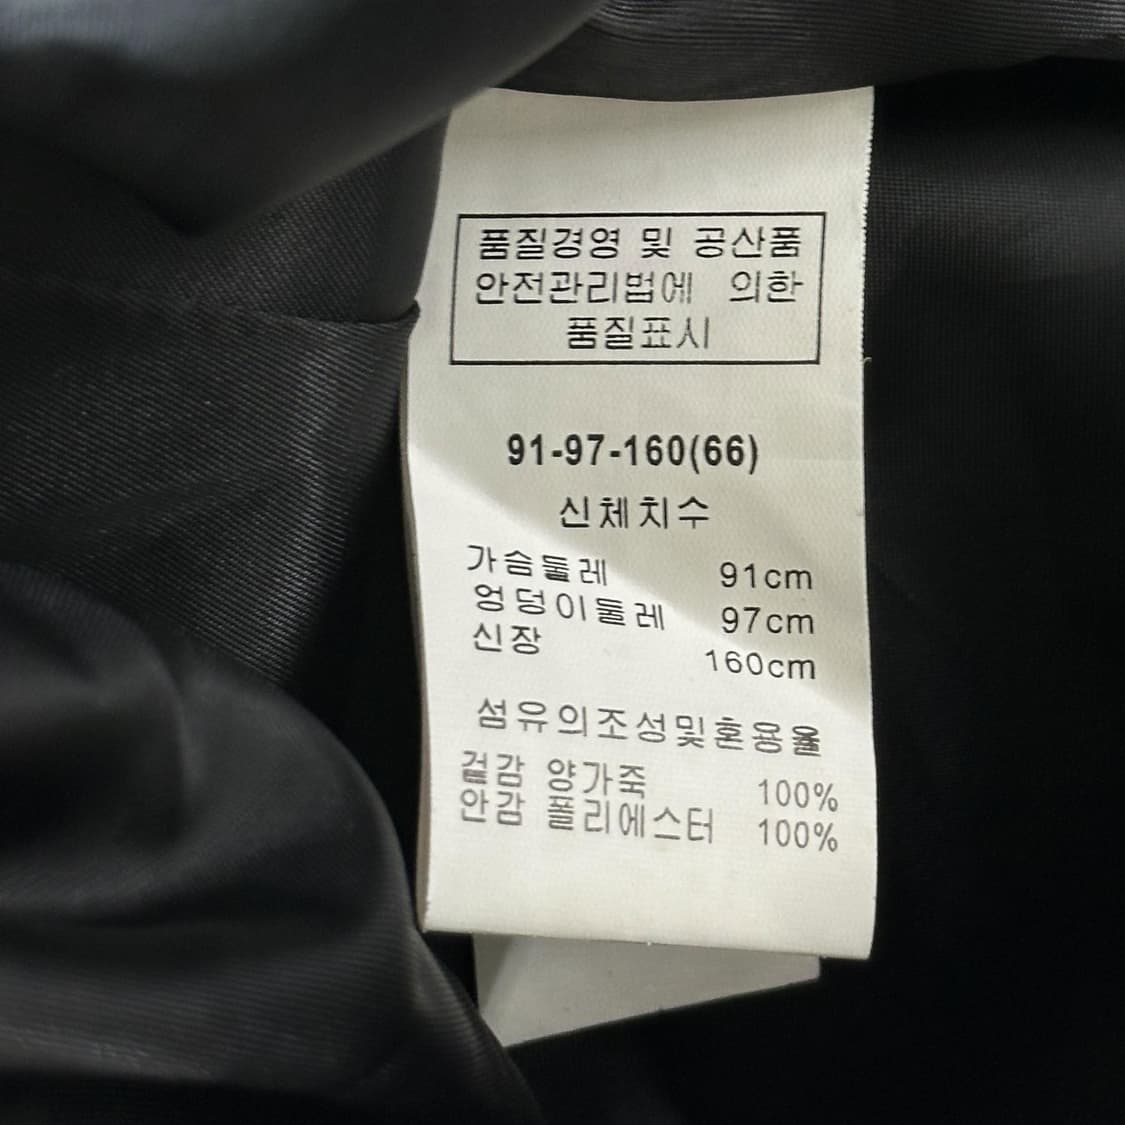 품질경영 및 공산품
안전관리법에 의한
품질표시
91-97-160(66)
신체치수
가슴둘레 91cm
엉덩이둘레 97cm
신장 160cm
섬유의조성및혼용율
겉감 양가죽 100%
안감 폴리에스터 100%